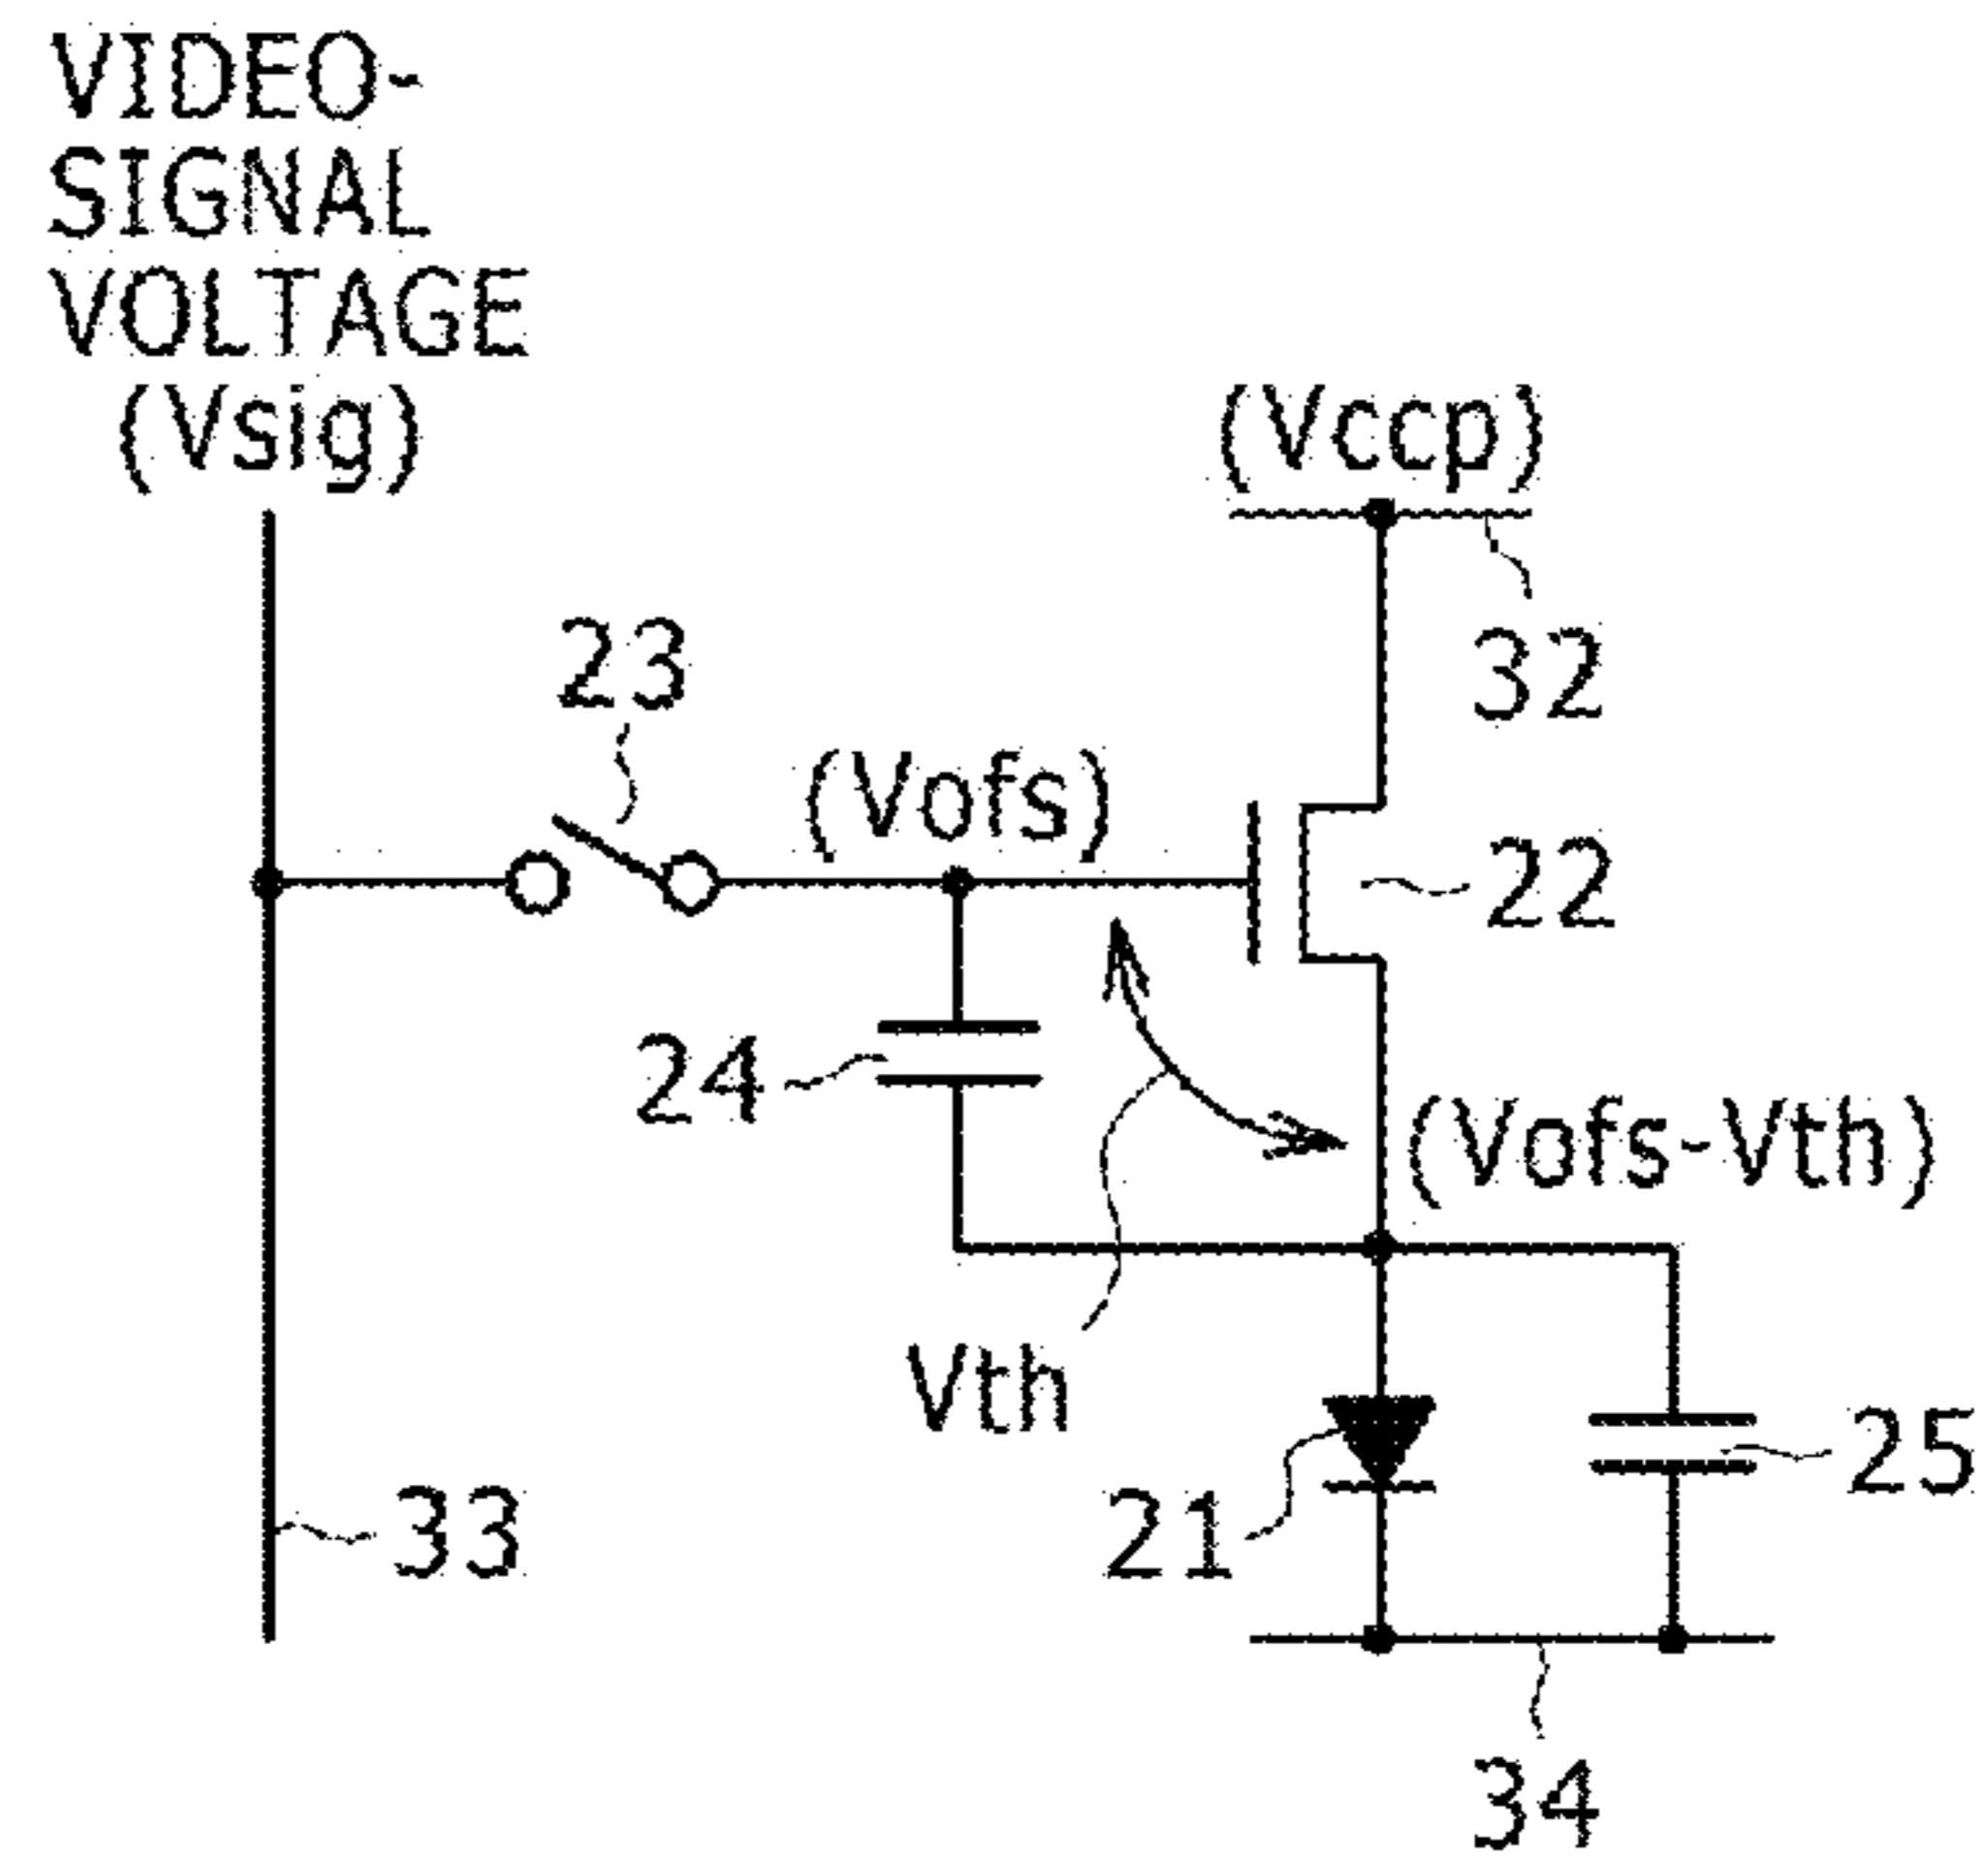 VIDEO-
SIGNAL
VOLTAGE
(Vsig)
(Vccp)
32
23
(Vofs)
22
24
(Vofs-Vth)
Vth
25
21
33
34